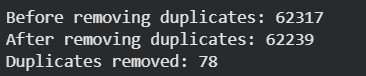 Before removing duplicates: 62317
After removing duplicates: 62239
Duplicates removed: 78